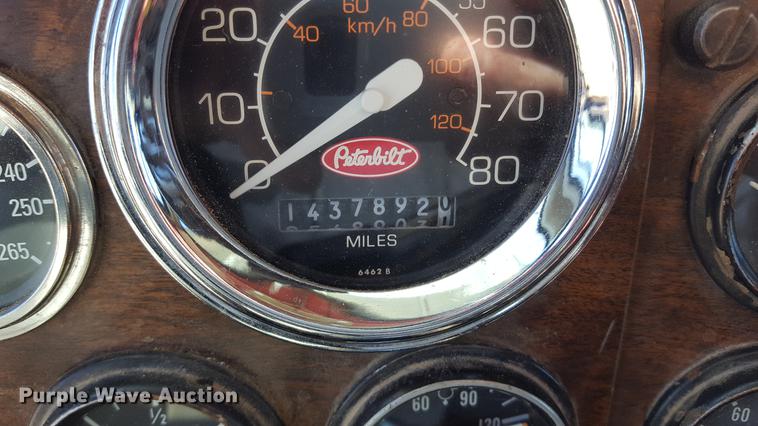 60 80 55
20 40 km/h 60
240 100
250 10 70
120
0 Peterbilt 80
265
1437892
MILES
6462 B
Purple Wave Auction
1/2 60 90 120 60